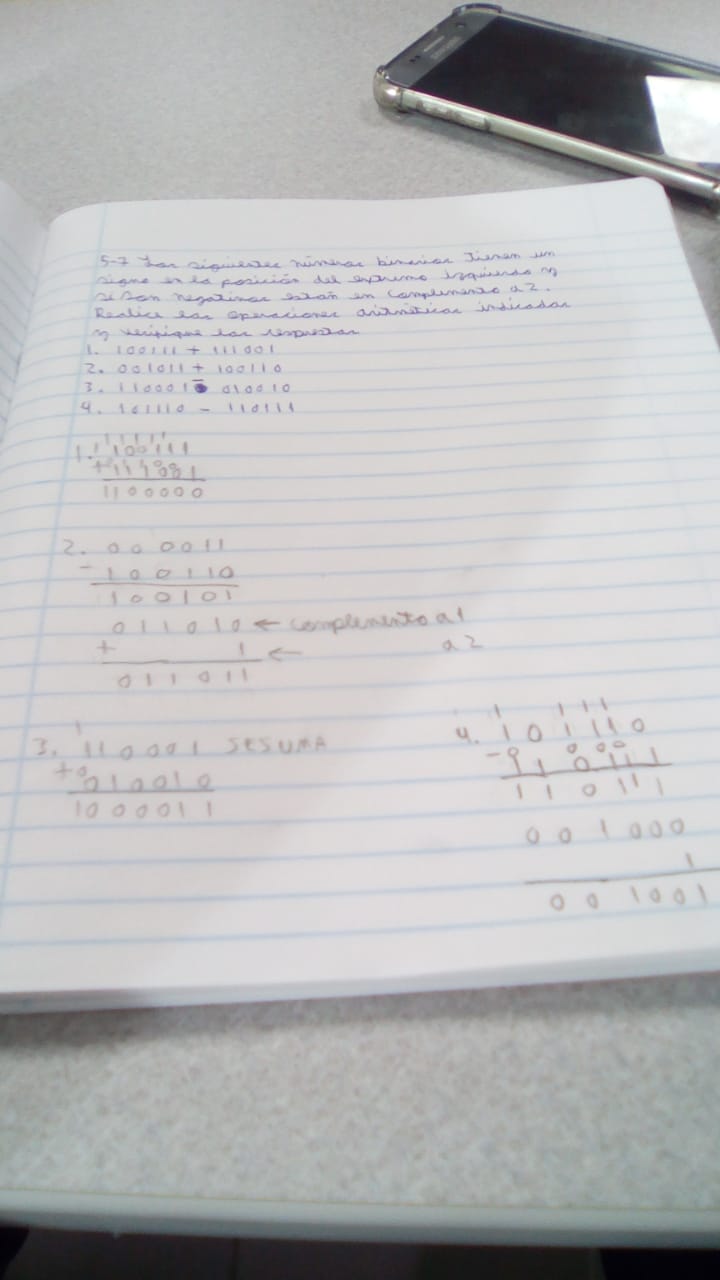 5-7 Los siguientes números binarios tienen un
signo en la posición del extremo izquierdo y
si son negativos están en complemento a 2.
Realice las operaciones aritméticas indicadas
y verifique las respuestas
1. 100111 + 111001
2. 001011 + 100110
3. 110001 - 010010
4. 101110 - 110111
1. 100111
+ 111001
1100000
2. 000011
- 100110
100101
011010 ← complemento a1
+ 1 ← a2
011011
1
3. 110001 SE SUMA
+ 010010
1000011
1 111
4. 101110
- 110111
110111
001000
1
001001